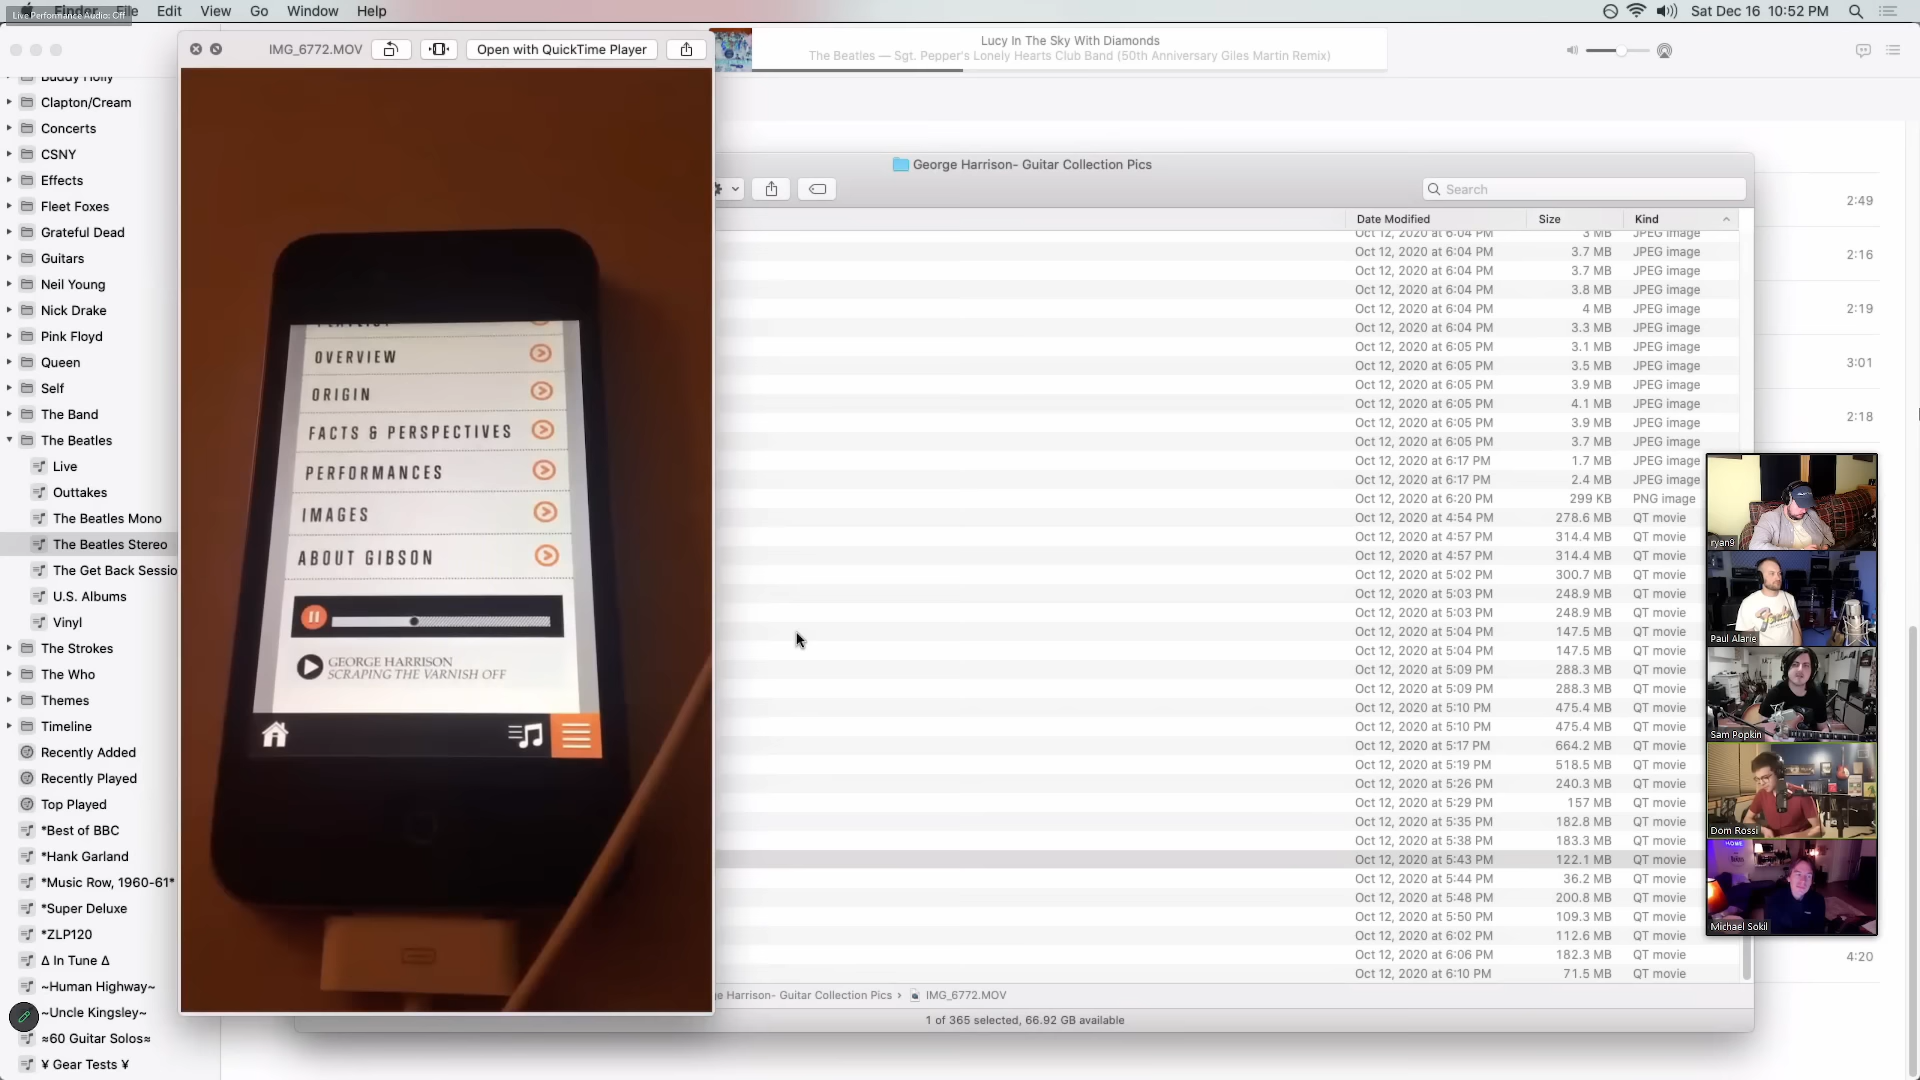 Live Performance Audio: Off
Finder File Edit View Go Window Help
Sat Dec 16 10:52 PM
IMG_6772.MOV
Open with QuickTime Player
Lucy In The Sky With Diamonds
The Beatles — Sgt. Pepper's Lonely Hearts Club Band (50th Anniversary Giles Martin Remix)
Buddy Holly
Clapton/Cream
Concerts
CSNY
Effects
Fleet Foxes
Grateful Dead
Guitars
Neil Young
Nick Drake
Pink Floyd
Queen
Self
The Band
The Beatles
Live
Outtakes
The Beatles Mono
The Beatles Stereo
The Get Back Sessio
U.S. Albums
Vinyl
The Strokes
The Who
Themes
Timeline
Recently Added
Recently Played
Top Played
*Best of BBC
*Hank Garland
*Music Row, 1960-61*
*Super Deluxe
*ZLP120
Δ In Tune Δ
~Human Highway~
~Uncle Kingsley~
≈60 Guitar Solos≈
¥ Gear Tests ¥
PLAYLIST
OVERVIEW
ORIGIN
FACTS & PERSPECTIVES
PERFORMANCES
IMAGES
ABOUT GIBSON
GEORGE HARRISON
SCRAPING THE VARNISH OFF
George Harrison- Guitar Collection Pics
Search
Date Modified Size Kind
Oct 12, 2020 at 6:04 PM 3 MB JPEG image
Oct 12, 2020 at 6:04 PM 3.7 MB JPEG image
Oct 12, 2020 at 6:04 PM 3.7 MB JPEG image
Oct 12, 2020 at 6:04 PM 3.8 MB JPEG image
Oct 12, 2020 at 6:04 PM 4 MB JPEG image
Oct 12, 2020 at 6:04 PM 3.3 MB JPEG image
Oct 12, 2020 at 6:05 PM 3.1 MB JPEG image
Oct 12, 2020 at 6:05 PM 3.5 MB JPEG image
Oct 12, 2020 at 6:05 PM 3.9 MB JPEG image
Oct 12, 2020 at 6:05 PM 4.1 MB JPEG image
Oct 12, 2020 at 6:05 PM 3.9 MB JPEG image
Oct 12, 2020 at 6:05 PM 3.7 MB JPEG image
Oct 12, 2020 at 6:17 PM 1.7 MB JPEG image
Oct 12, 2020 at 6:17 PM 2.4 MB JPEG image
Oct 12, 2020 at 6:20 PM 299 KB PNG image
Oct 12, 2020 at 4:54 PM 278.6 MB QT movie
Oct 12, 2020 at 4:57 PM 314.4 MB QT movie
Oct 12, 2020 at 4:57 PM 314.4 MB QT movie
Oct 12, 2020 at 5:02 PM 300.7 MB QT movie
Oct 12, 2020 at 5:03 PM 248.9 MB QT movie
Oct 12, 2020 at 5:03 PM 248.9 MB QT movie
Oct 12, 2020 at 5:04 PM 147.5 MB QT movie
Oct 12, 2020 at 5:04 PM 147.5 MB QT movie
Oct 12, 2020 at 5:09 PM 288.3 MB QT movie
Oct 12, 2020 at 5:09 PM 288.3 MB QT movie
Oct 12, 2020 at 5:10 PM 475.4 MB QT movie
Oct 12, 2020 at 5:10 PM 475.4 MB QT movie
Oct 12, 2020 at 5:17 PM 664.2 MB QT movie
Oct 12, 2020 at 5:19 PM 518.5 MB QT movie
Oct 12, 2020 at 5:26 PM 240.3 MB QT movie
Oct 12, 2020 at 5:29 PM 157 MB QT movie
Oct 12, 2020 at 5:35 PM 182.8 MB QT movie
Oct 12, 2020 at 5:38 PM 183.3 MB QT movie
Oct 12, 2020 at 5:43 PM 122.1 MB QT movie
Oct 12, 2020 at 5:44 PM 36.2 MB QT movie
Oct 12, 2020 at 5:48 PM 200.8 MB QT movie
Oct 12, 2020 at 5:50 PM 109.3 MB QT movie
Oct 12, 2020 at 6:02 PM 112.6 MB QT movie
Oct 12, 2020 at 6:06 PM 182.3 MB QT movie
Oct 12, 2020 at 6:10 PM 71.5 MB QT movie
ge Harrison- Guitar Collection Pics › IMG_6772.MOV
1 of 365 selected, 66.92 GB available
2:49
2:16
2:19
3:01
2:18
4:20
ryan9
Paul Alarie
Sam Popkin
Dom Rossi
HOME
Michael Sokil